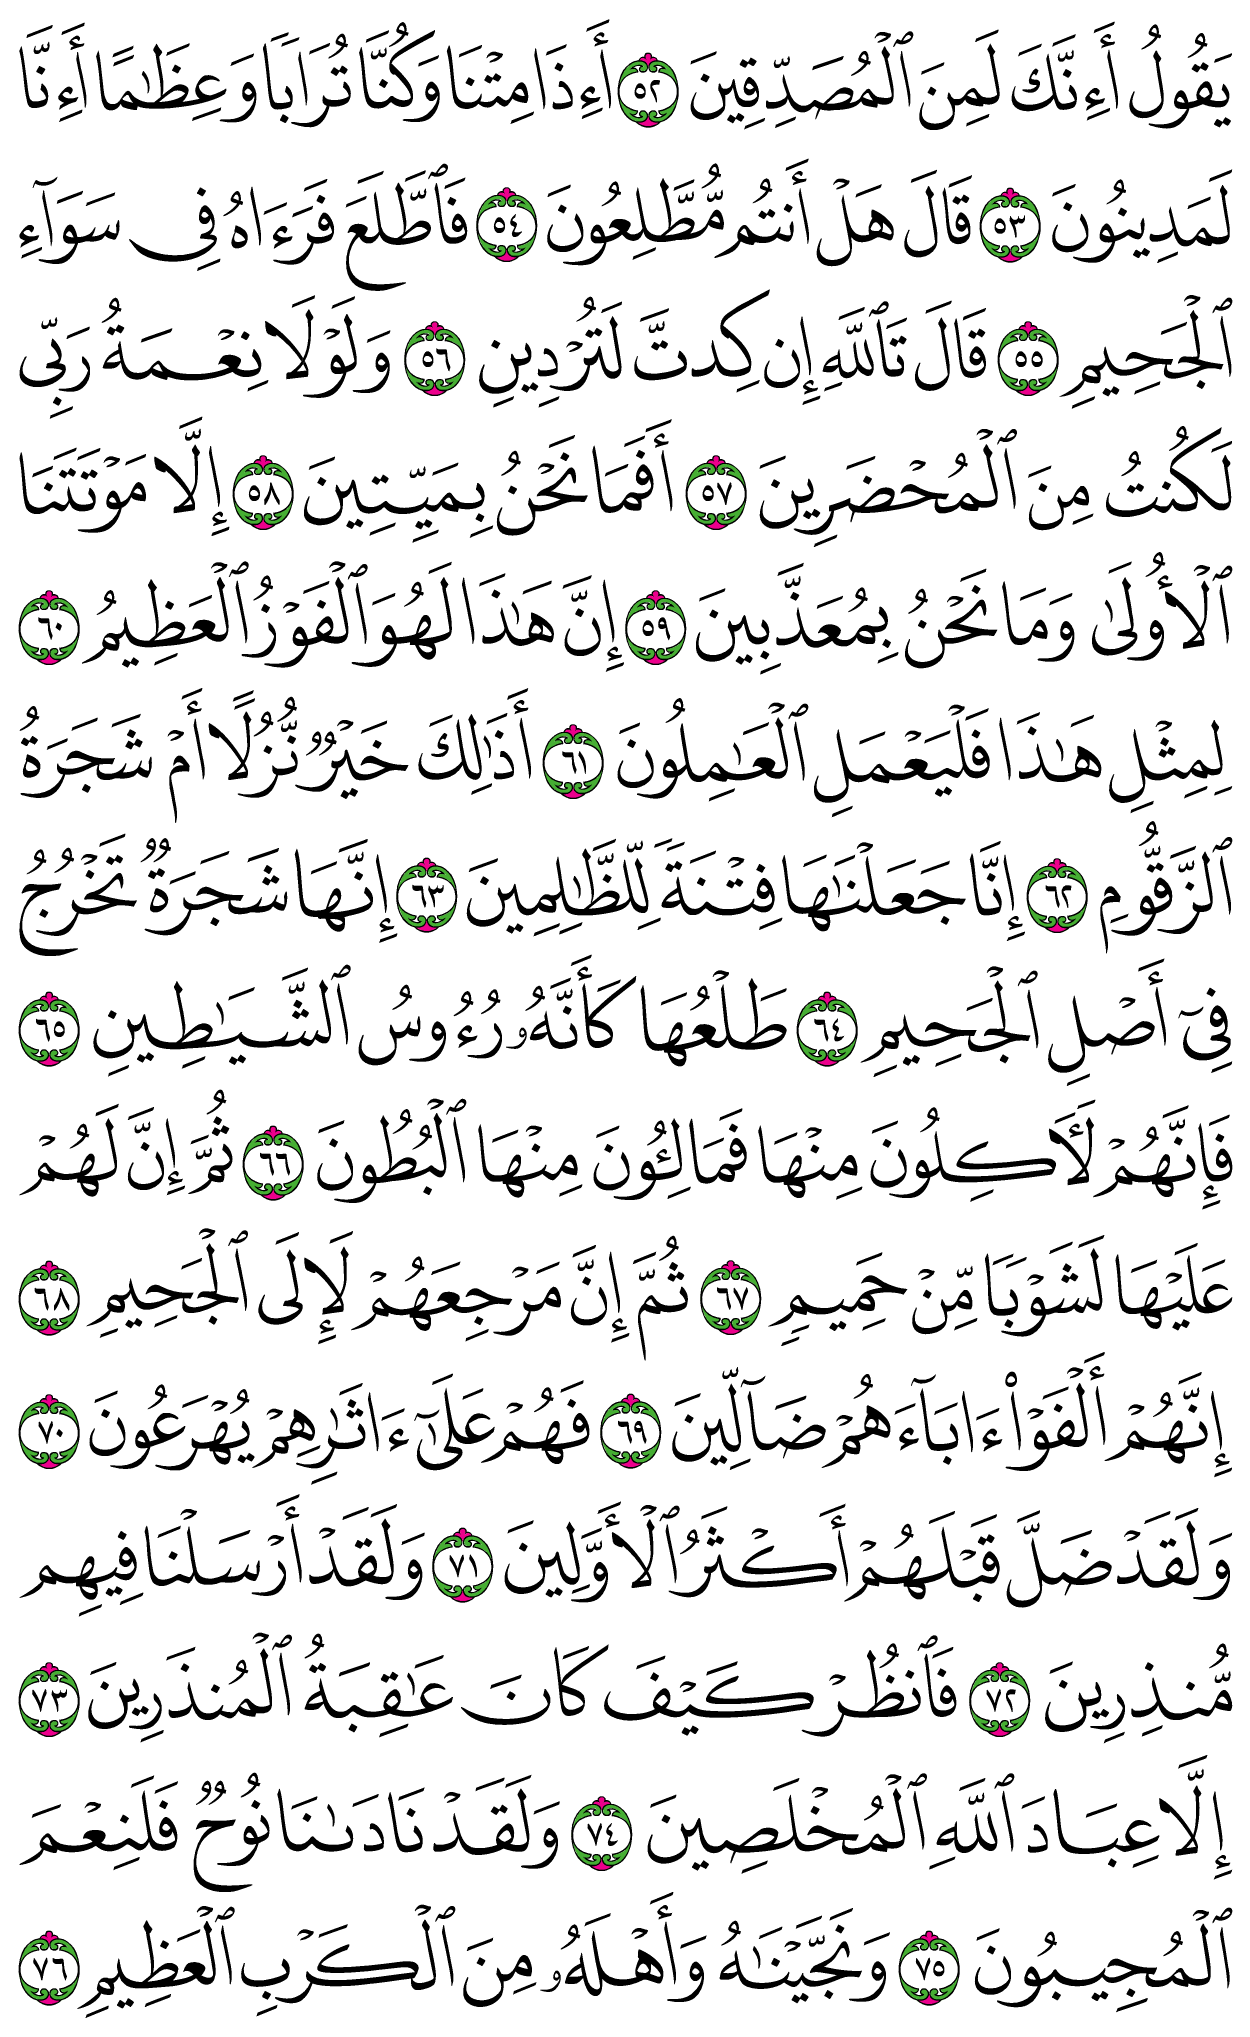 يَقُولُ أَءِنَّكَ لَمِنَ ٱلْمُصَدِّقِينَ ٥٢ أَءِذَا مِتْنَا وَكُنَّا تُرَابًا وَعِظَٰمًا أَءِنَّا
لَمَدِينُونَ ٥٣ قَالَ هَلْ أَنتُم مُّطَّلِعُونَ ٥٤ فَٱطَّلَعَ فَرَءَاهُ فِى سَوَآءِ
ٱلْجَحِيمِ ٥٥ قَالَ تَٱللَّهِ إِن كِدتَّ لَتُرْدِينِ ٥٦ وَلَوْلَا نِعْمَةُ رَبِّى
لَكُنتُ مِنَ ٱلْمُحْضَرِينَ ٥٧ أَفَمَا نَحْنُ بِمَيِّتِينَ ٥٨ إِلَّا مَوْتَتَنَا
ٱلْأُولَىٰ وَمَا نَحْنُ بِمُعَذَّبِينَ ٥٩ إِنَّ هَٰذَا لَهُوَ ٱلْفَوْزُ ٱلْعَظِيمُ ٦٠
لِمِثْلِ هَٰذَا فَلْيَعْمَلِ ٱلْعَٰمِلُونَ ٦١ أَذَٰلِكَ خَيْرٌ نُّزُلًا أَمْ شَجَرَةُ
ٱلزَّقُّومِ ٦٢ إِنَّا جَعَلْنَٰهَا فِتْنَةً لِّلظَّٰلِمِينَ ٦٣ إِنَّهَا شَجَرَةٌ تَخْرُجُ
فِىٓ أَصْلِ ٱلْجَحِيمِ ٦٤ طَلْعُهَا كَأَنَّهُۥ رُءُوسُ ٱلشَّيَٰطِينِ ٦٥
فَإِنَّهُمْ لَأَكِلُونَ مِنْهَا فَمَالِـُٔونَ مِنْهَا ٱلْبُطُونَ ٦٦ ثُمَّ إِنَّ لَهُمْ
عَلَيْهَا لَشَوْبًا مِّنْ حَمِيمٍ ٦٧ ثُمَّ إِنَّ مَرْجِعَهُمْ لَإِلَى ٱلْجَحِيمِ ٦٨
إِنَّهُمْ أَلْفَوْا۟ ءَابَآءَهُمْ ضَآلِّينَ ٦٩ فَهُمْ عَلَىٰٓ ءَاثَٰرِهِمْ يُهْرَعُونَ ٧٠
وَلَقَدْ ضَلَّ قَبْلَهُمْ أَكْثَرُ ٱلْأَوَّلِينَ ٧١ وَلَقَدْ أَرْسَلْنَا فِيهِم
مُّنذِرِينَ ٧٢ فَٱنظُرْ كَيْفَ كَانَ عَٰقِبَةُ ٱلْمُنذَرِينَ ٧٣
إِلَّا عِبَادَ ٱللَّهِ ٱلْمُخْلَصِينَ ٧٤ وَلَقَدْ نَادَىٰنَا نُوحٌ فَلَنِعْمَ
ٱلْمُجِيبُونَ ٧٥ وَنَجَّيْنَٰهُ وَأَهْلَهُۥ مِنَ ٱلْكَرْبِ ٱلْعَظِيمِ ٧٦